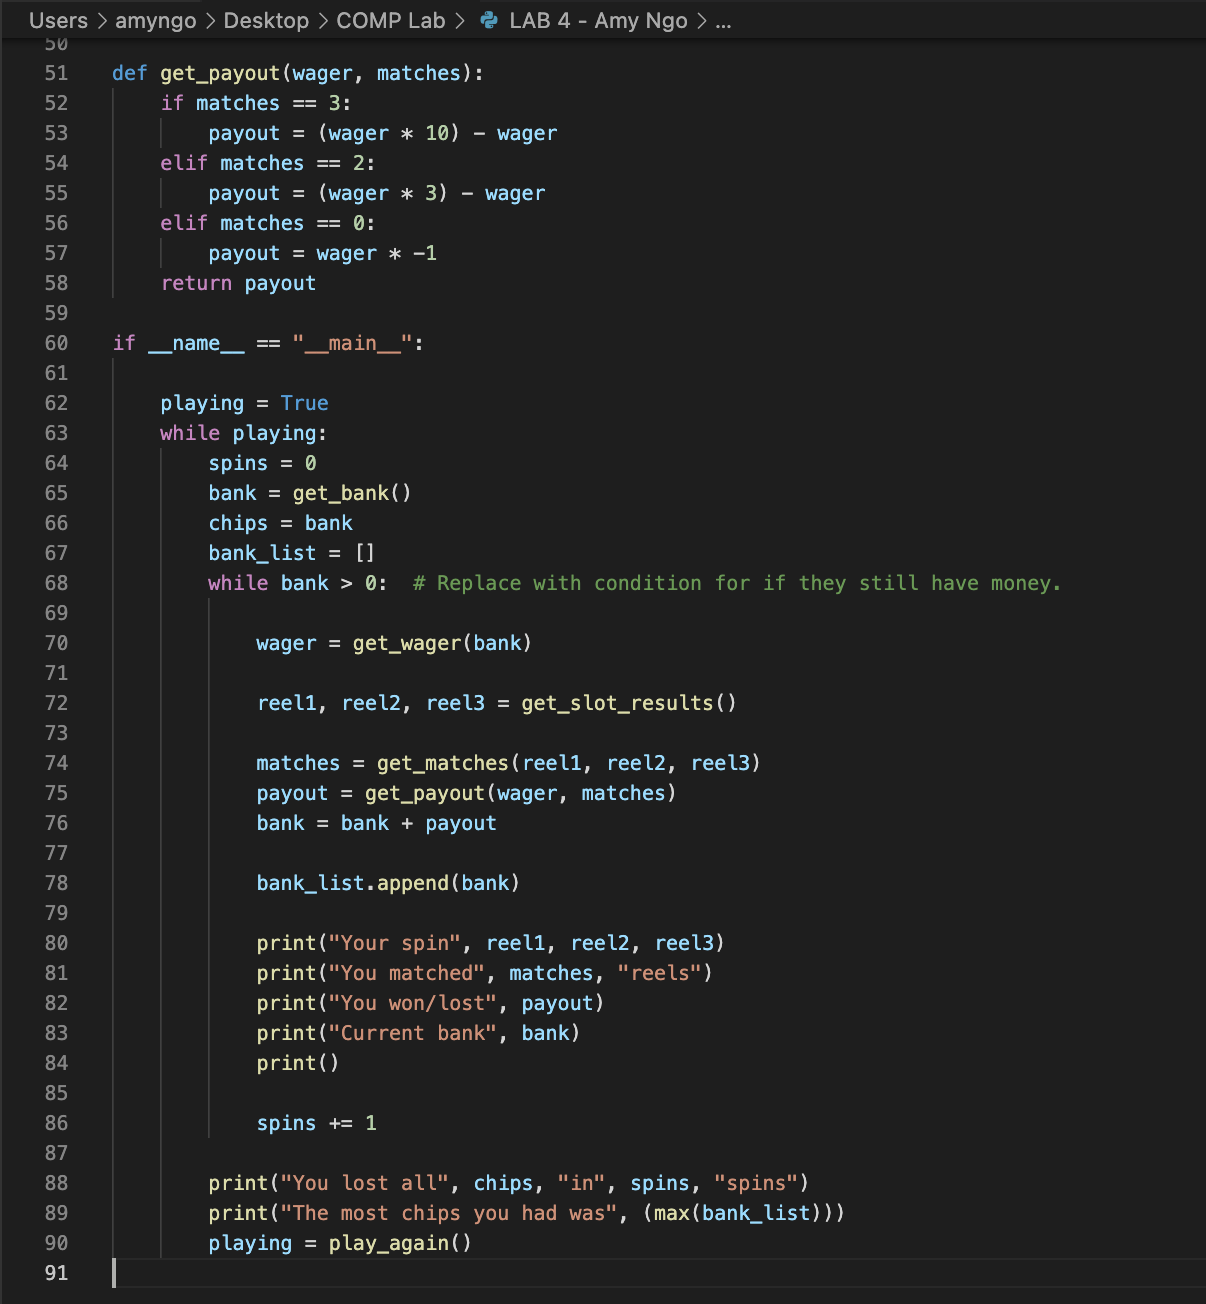 Users > amyngo > Desktop > COMP Lab > LAB 4 - Amy Ngo > ...
50
51 def get_payout(wager, matches):
52     if matches == 3:
53         payout = (wager * 10) - wager
54     elif matches == 2:
55         payout = (wager * 3) - wager
56     elif matches == 0:
57         payout = wager * -1
58     return payout
59
60 if __name__ == "__main__":
61
62     playing = True
63     while playing:
64         spins = 0
65         bank = get_bank()
66         chips = bank
67         bank_list = []
68         while bank > 0:  # Replace with condition for if they still have money.
69
70             wager = get_wager(bank)
71
72             reel1, reel2, reel3 = get_slot_results()
73
74             matches = get_matches(reel1, reel2, reel3)
75             payout = get_payout(wager, matches)
76             bank = bank + payout
77
78             bank_list.append(bank)
79
80             print("Your spin", reel1, reel2, reel3)
81             print("You matched", matches, "reels")
82             print("You won/lost", payout)
83             print("Current bank", bank)
84             print()
85
86             spins += 1
87
88         print("You lost all", chips, "in", spins, "spins")
89         print("The most chips you had was", (max(bank_list)))
90         playing = play_again()
91